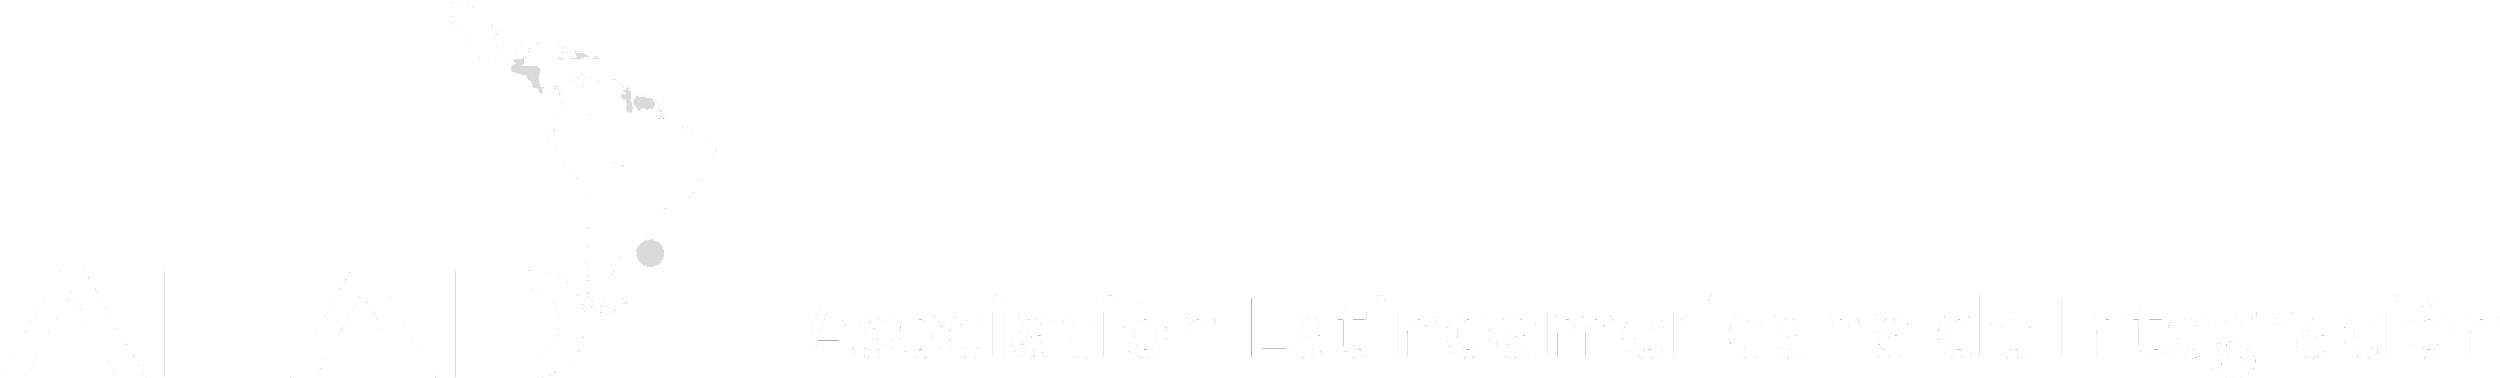 ALADI
Asociación Latinoamericana de Integración